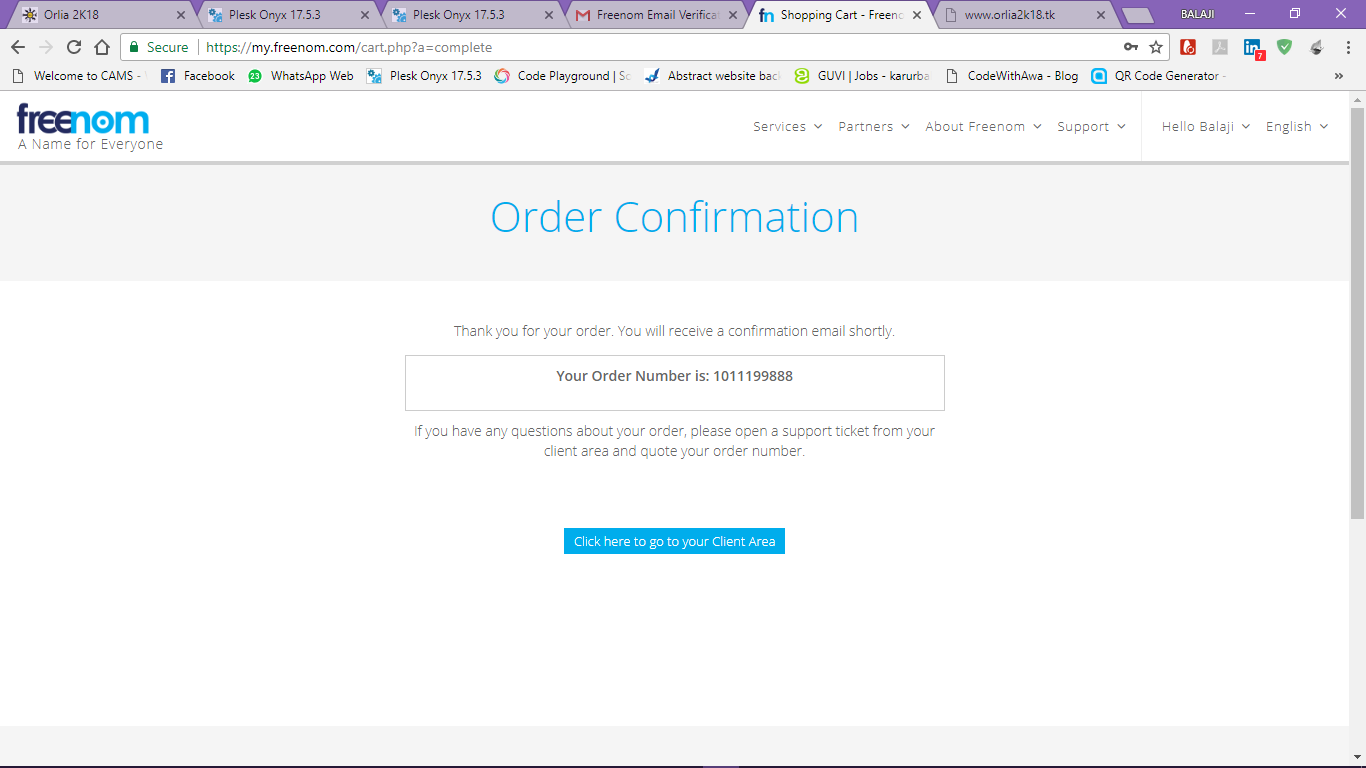 Orlia 2K18
Plesk Onyx 17.5.3
Plesk Onyx 17.5.3
Freenom Email Verificat
Shopping Cart - Freeno
www.orlia2k18.tk
BALAJI
Secure
https://my.freenom.com/cart.php?a=complete
7
Welcome to CAMS -
Facebook
23
WhatsApp Web
Plesk Onyx 17.5.3
Code Playground | So
Abstract website back
GUVI | Jobs - karurba
CodeWithAwa - Blog
QR Code Generator -
»
freenom
A Name for Everyone
Services
Partners
About Freenom
Support
Hello Balaji
English
Order Confirmation
Thank you for your order. You will receive a confirmation email shortly.
Your Order Number is: 1011199888
If you have any questions about your order, please open a support ticket from your
client area and quote your order number.
Click here to go to your Client Area